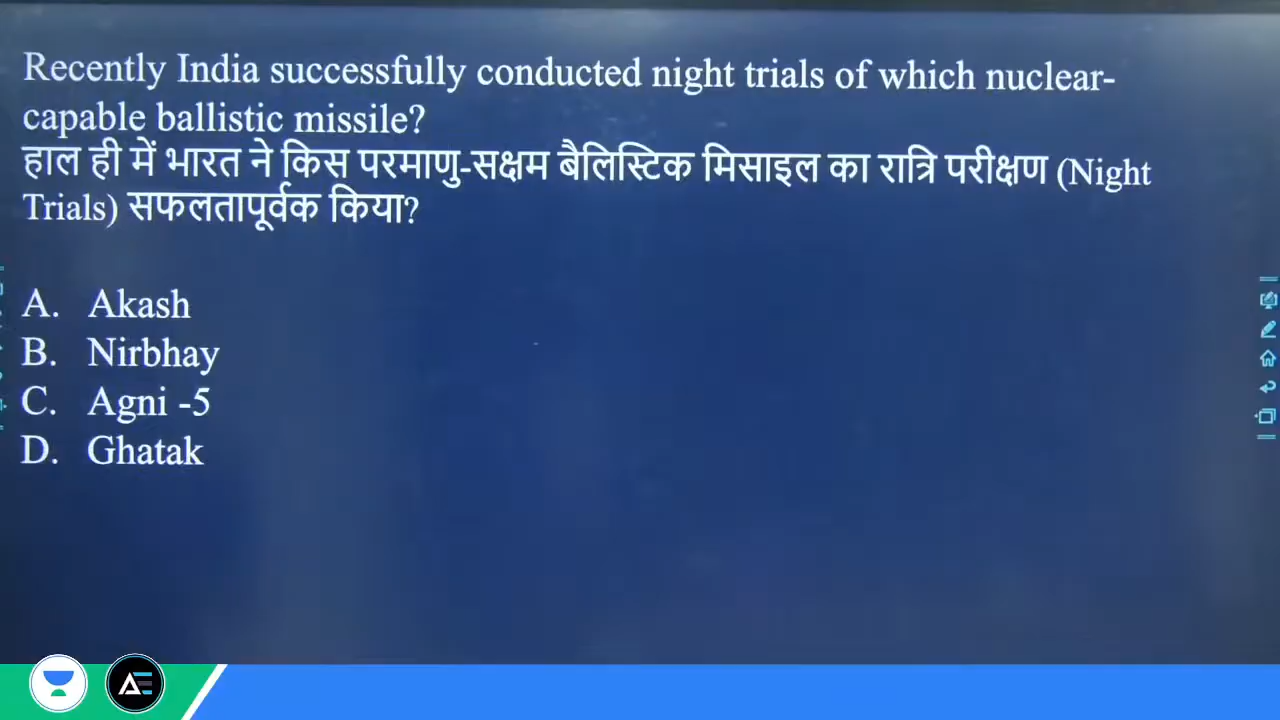 Recently India successfully conducted night trials of which nuclear-
capable ballistic missile?
हाल ही में भारत ने किस परमाणु-सक्षम बैलिस्टिक मिसाइल का रात्रि परीक्षण (Night
Trials) सफलतापूर्वक किया?
A. Akash
B. Nirbhay
C. Agni -5
D. Ghatak